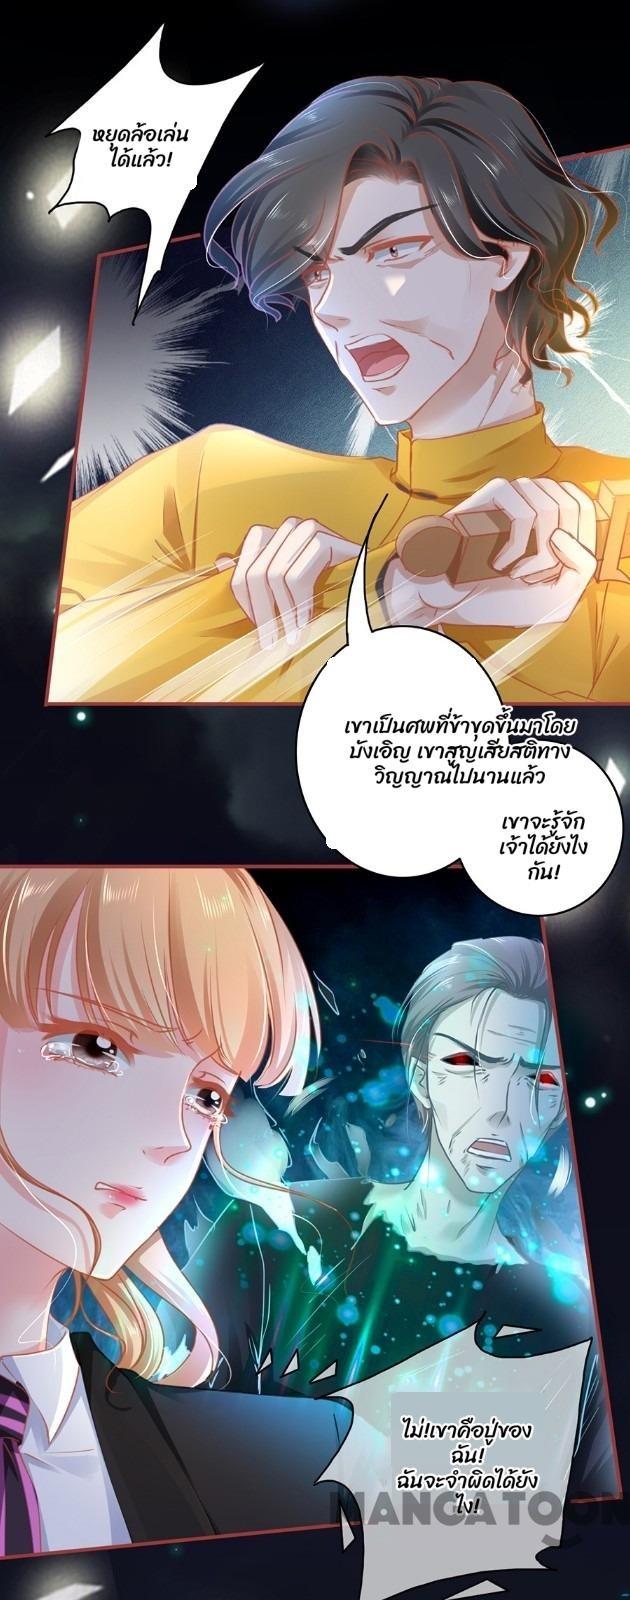 หยุดล้อเล่น
ได้แล้ว!
เขาเป็นศพที่ข้าขุดขึ้นมาโดย
บังเอิญ เขาสูญเสียสติทาง
วิญญาณไปนานแล้ว
เขาจะรู้จัก
เจ้าได้ยังไง
กัน!
ไม่!เขาคือปู่ของ
ฉัน!
ฉันจะจำผิดได้ยัง
ไง!
MANGATOON